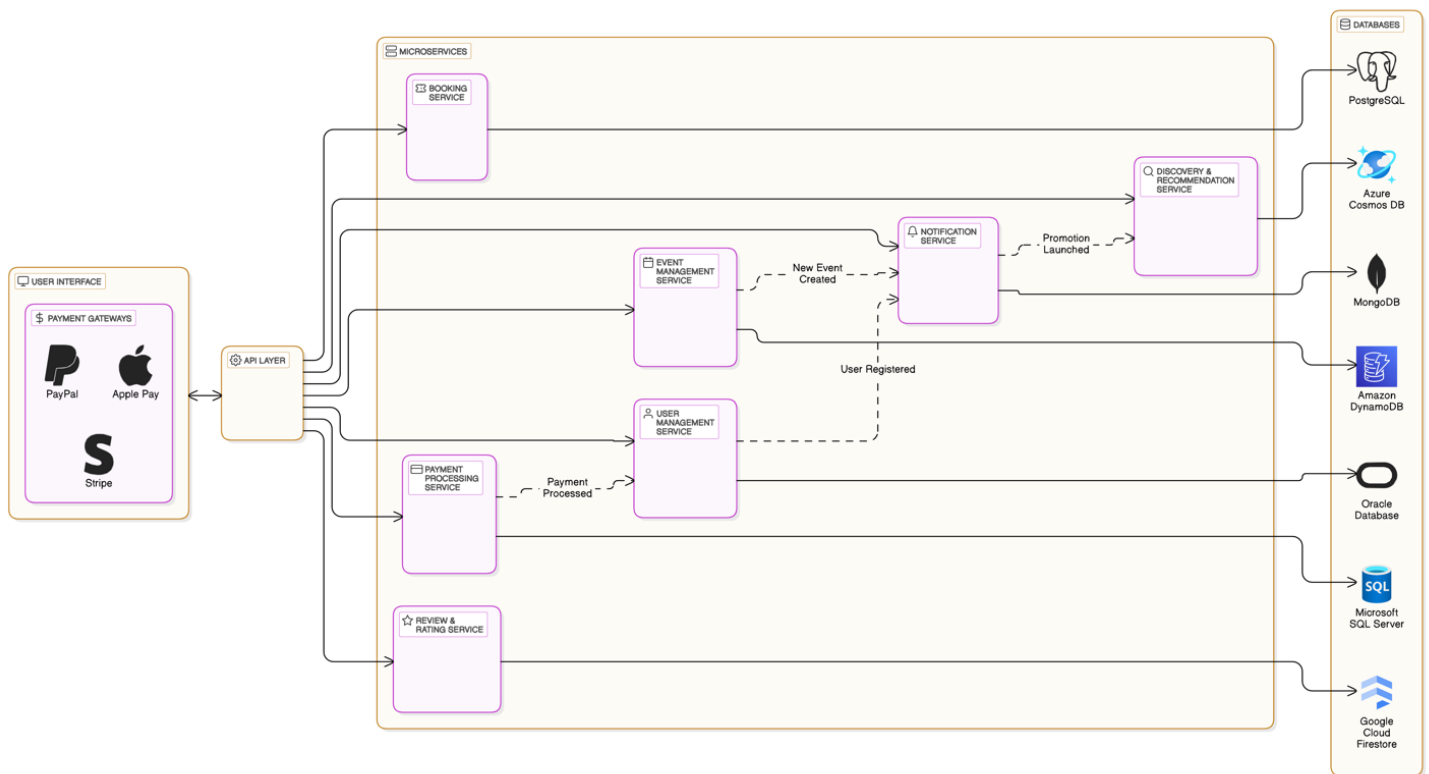 USER INTERFACE
PAYMENT GATEWAYS
PayPal
Apple Pay
Stripe
API LAYER
MICROSERVICES
BOOKING
SERVICE
DISCOVERY &
RECOMMENDATION
SERVICE
NOTIFICATION
SERVICE
Promotion
Launched
EVENT
MANAGEMENT
SERVICE
New Event
Created
User Registered
USER
MANAGEMENT
SERVICE
PAYMENT
PROCESSING
SERVICE
Payment
Processed
REVIEW &
RATING SERVICE
DATABASES
PostgreSQL
Azure
Cosmos DB
MongoDB
Amazon
DynamoDB
Oracle
Database
SQL
Microsoft
SQL Server
Google
Cloud
Firestore